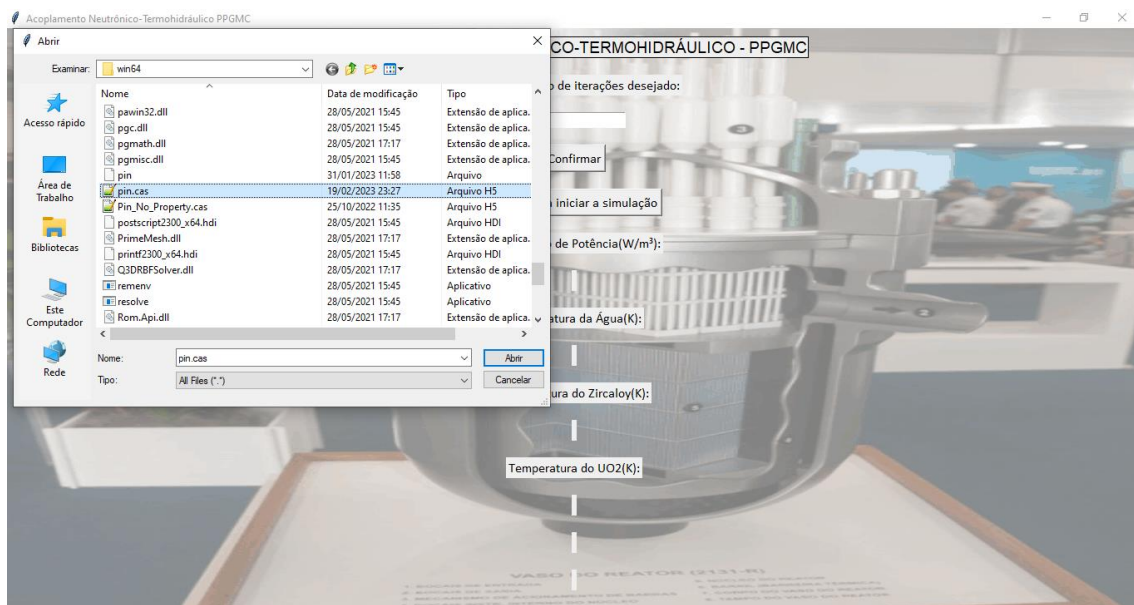 Acoplamento Neutrônico-Termohidráulico PPGMC
Abrir
Examinar:
win64
Acesso rápido
Área de
Trabalho
Bibliotecas
Este
Computador
Rede
Nome
Data de modificação
Tipo
pawin32.dll 28/05/2021 15:45 Extensão de aplica.
pgc.dll 28/05/2021 15:45 Extensão de aplica.
pgmath.dll 28/05/2021 17:17 Extensão de aplica.
pgmisc.dll 28/05/2021 15:45 Extensão de aplica.
pin 31/01/2023 11:58 Arquivo
pin.cas 19/02/2023 23:27 Arquivo H5
Pin_No_Property.cas 25/10/2022 11:35 Arquivo H5
postscript2300_x64.hdi 28/05/2021 15:45 Arquivo HDI
PrimeMesh.dll 28/05/2021 17:17 Extensão de aplica.
printf2300_x64.hdi 28/05/2021 15:45 Arquivo HDI
Q3DRBFSolver.dll 28/05/2021 17:17 Extensão de aplica.
remenv 28/05/2021 15:45 Aplicativo
resolve 28/05/2021 15:45 Aplicativo
Rom.Api.dll 28/05/2021 17:17 Extensão de aplica.
Nome:
pin.cas
Abrir
Tipo:
All Files (*.*)
Cancelar
CO-TERMOHIDRÁULICO - PPGMC
o de iterações desejado:
Confirmar
iniciar a simulação
de Potência(W/m³):
atura da Água(K):
ura do Zircaloy(K):
Temperatura do UO2(K):
3
2
VASO DO REATOR (2131-R)